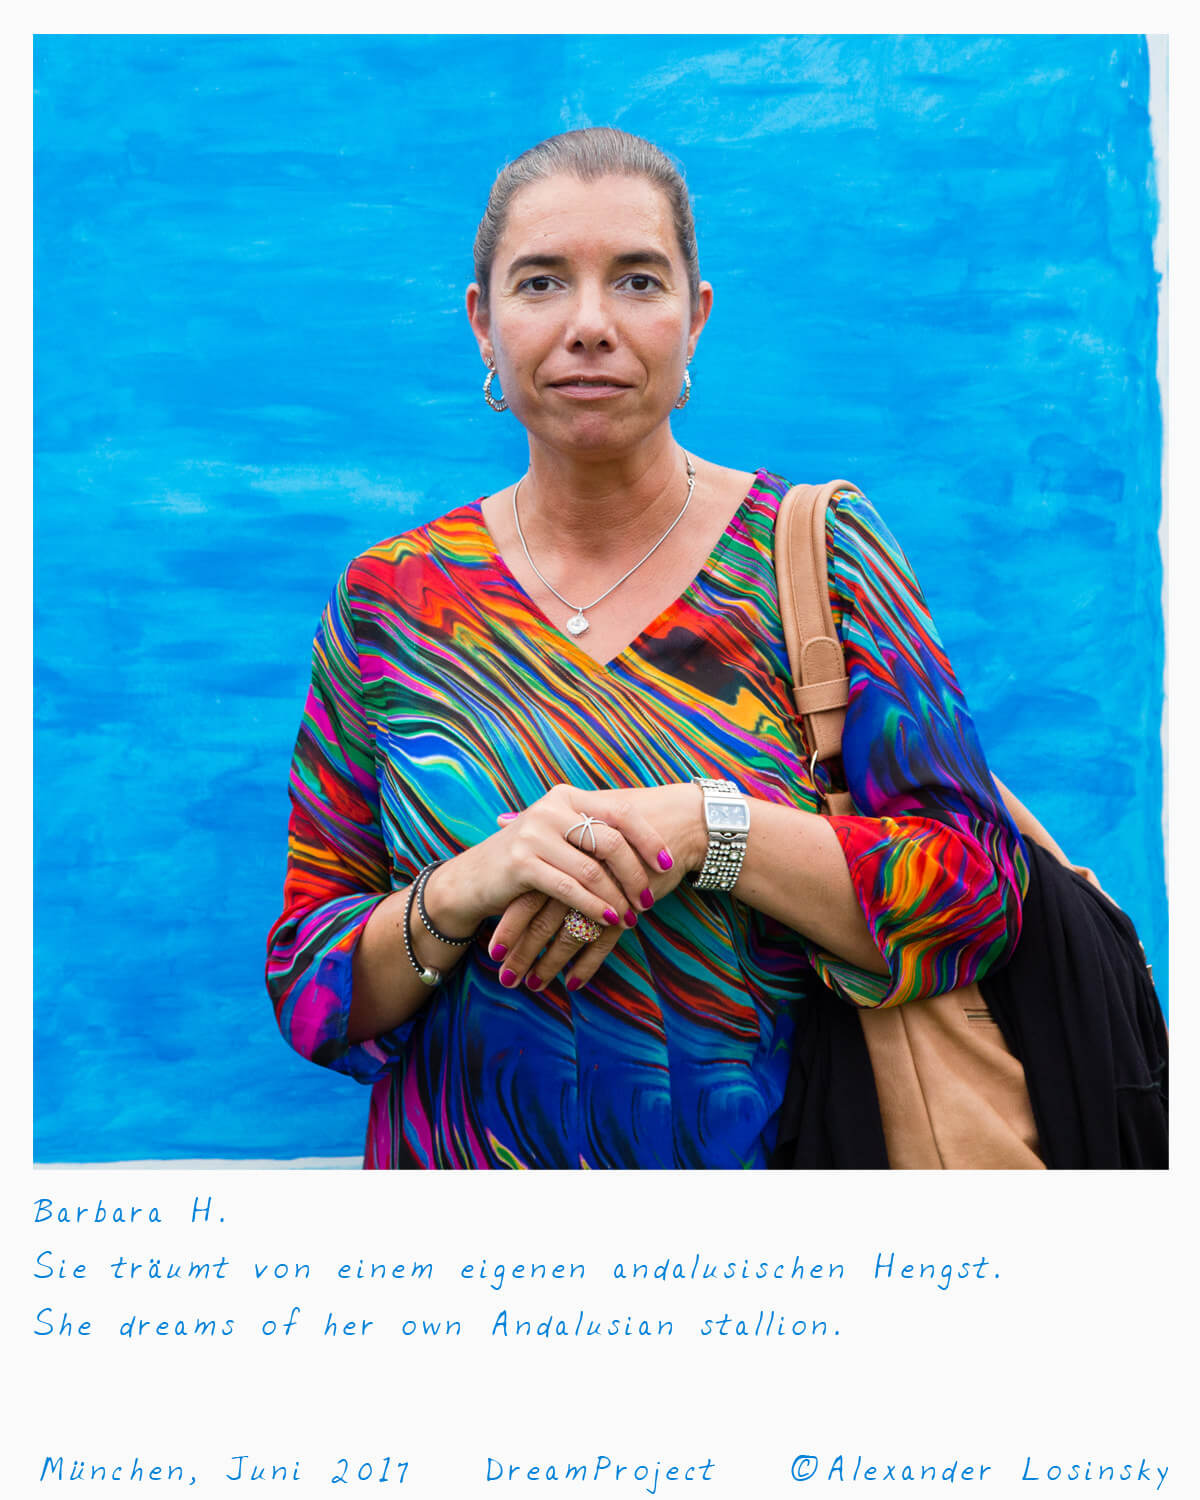 Barbara H.
Sie träumt von einem eigenen andalusischen Hengst.
She dreams of her own Andalusian stallion.
München, Juni 2017 DreamProject ©Alexander Losinsky